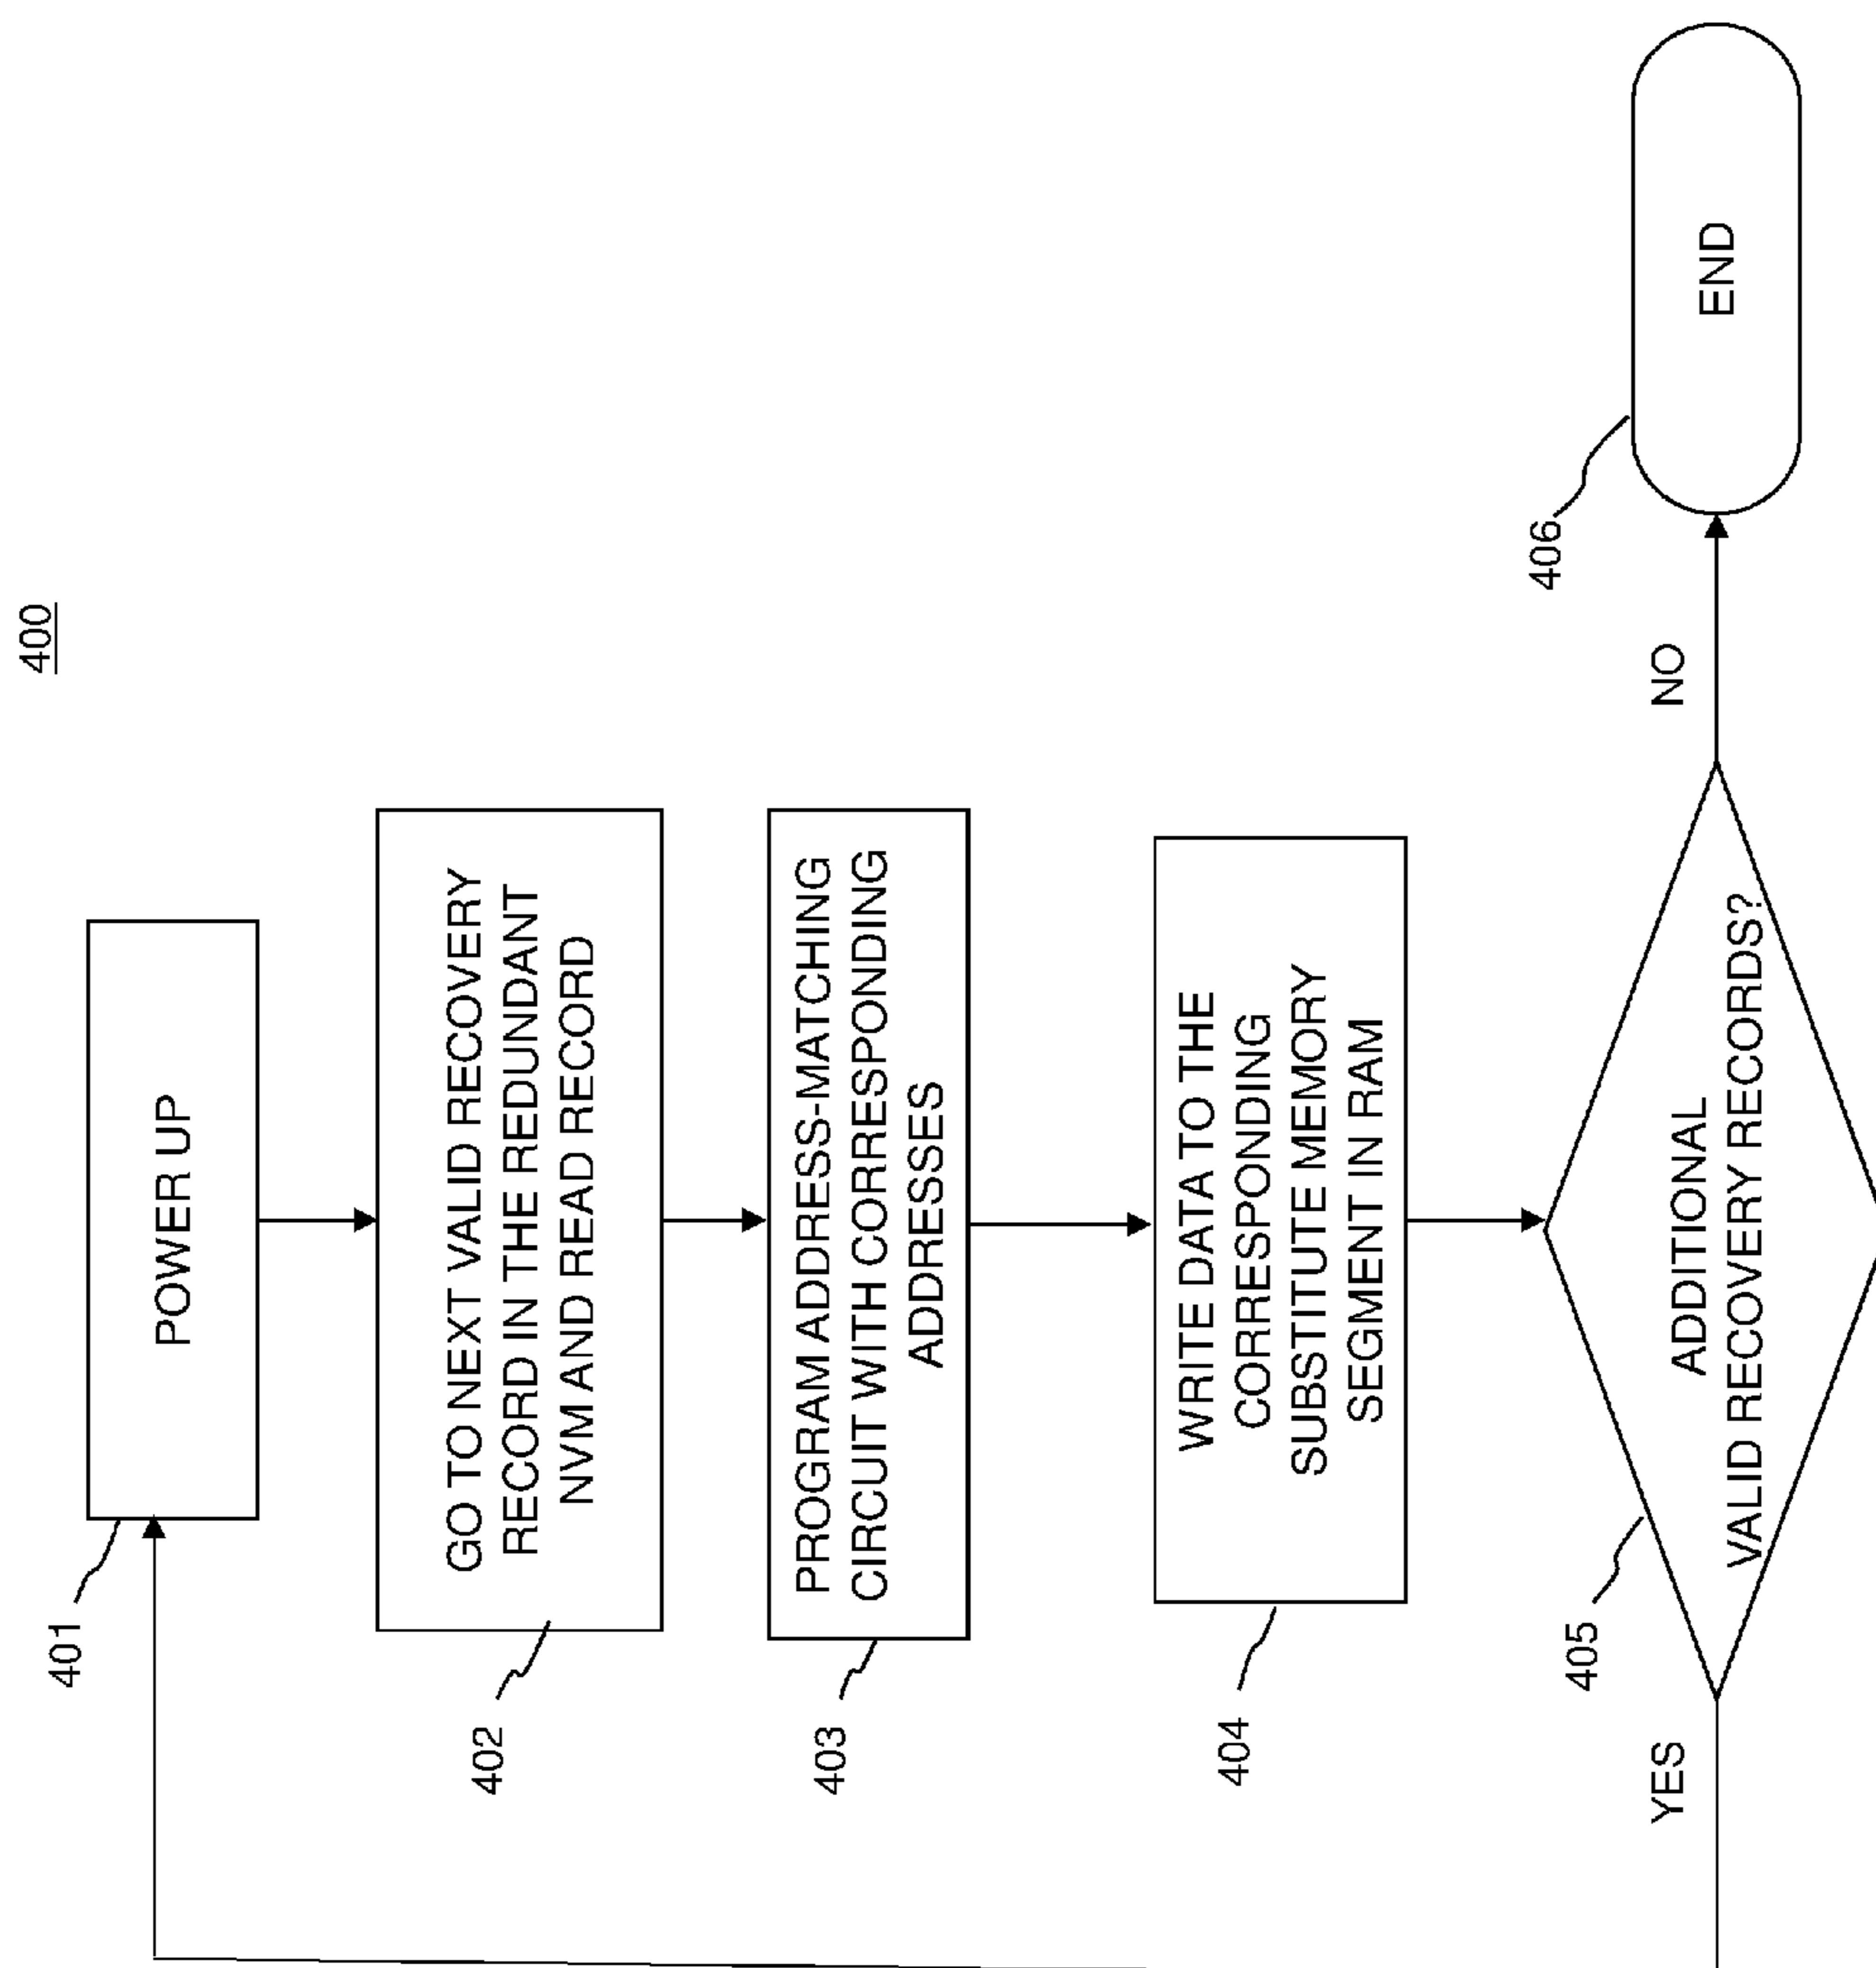 400
401
POWER UP
402
GO TO NEXT VALID RECOVERY
RECORD IN THE REDUNDANT
NVM AND READ RECORD
403
PROGRAM ADDRESS-MATCHING
CIRCUIT WITH CORRESPONDING
ADDRESSES
404
WRITE DATA TO THE
CORRESPONDING
SUBSTITUTE MEMORY
SEGMENT IN RAM
405
ADDITIONAL
VALID RECOVERY RECORDS?
YES
NO
406
END